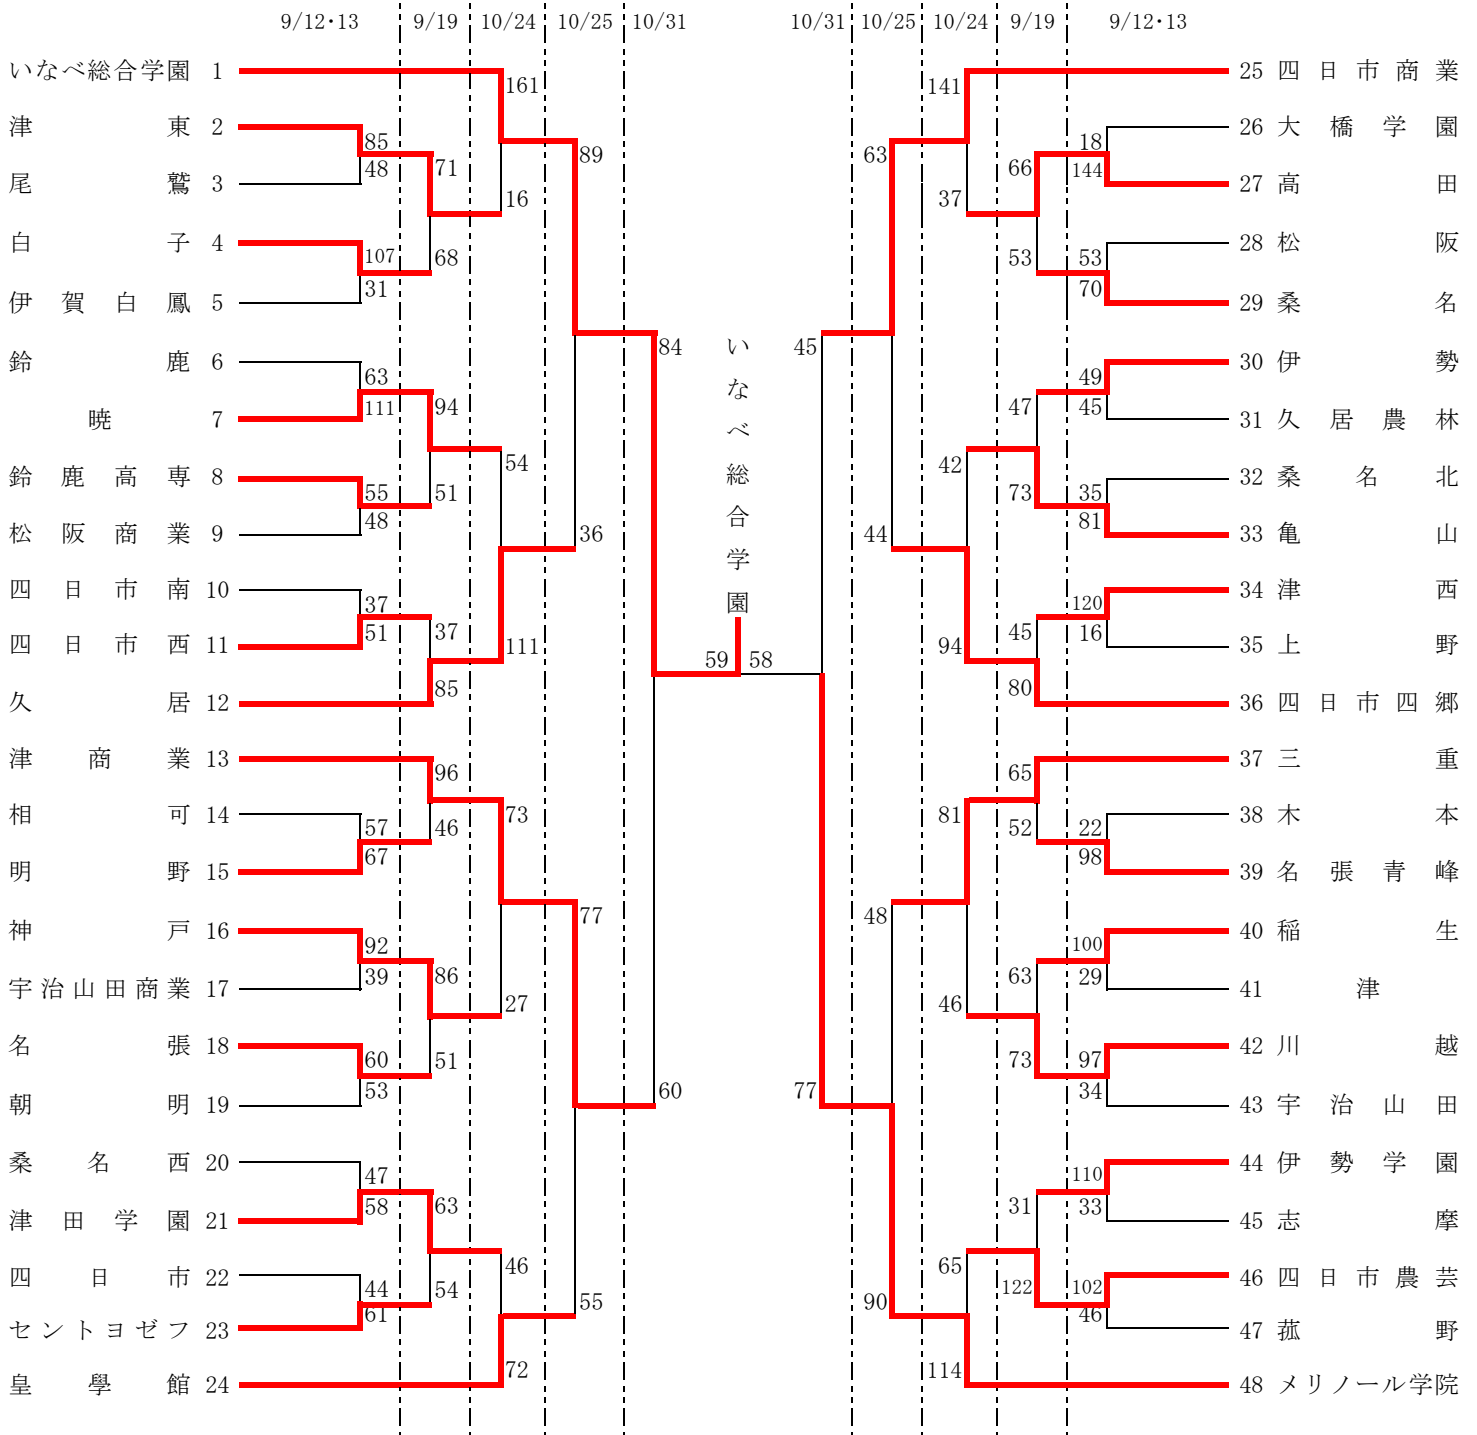 9/12・13 9/19 10/24 10/25 10/31 10/31 10/25 10/24 9/19 9/12・13
いなべ総合学園 1
161
津東 2
85
48
71
尾鷲 3
16
白子 4
107
31
68
伊賀白鳳 5
89
鈴鹿 6
63
111
94
暁 7
54
鈴鹿高専 8
55
48
51
松阪商業 9
36
四日市南 10
37
51
37
四日市西 11
111
85
久居 12
84
津商業 13
96
73
相可 14
57
67
46
明野 15
77
神戸 16
92
39
86
宇治山田商業 17
27
名張 18
60
53
51
朝明 19
60
桑名西 20
47
58
63
津田学園 21
46
四日市 22
44
61
54
セントヨゼフ 23
55
72
皇學館 24
いなべ総合学園
59 58
25 四日市商業
141
26 大橋学園
18
144
66
27 高田
63
37
28 松阪
53
70
53
29 桑名
45
30 伊勢
49
45
47
31 久居農林
42
32 桑名北
35
81
73
33 亀山
44
34 津西
120
16
45
35 上野
94
80
36 四日市四郷
37 三重
65
81
38 木本
22
98
52
39 名張青峰
48
40 稲生
100
29
63
41 津
46
42 川越
97
34
73
43 宇治山田
77
44 伊勢学園
110
33
31
45 志摩
65
46 四日市農芸
102
46
122
47 菰野
90
114
48 メリノール学院